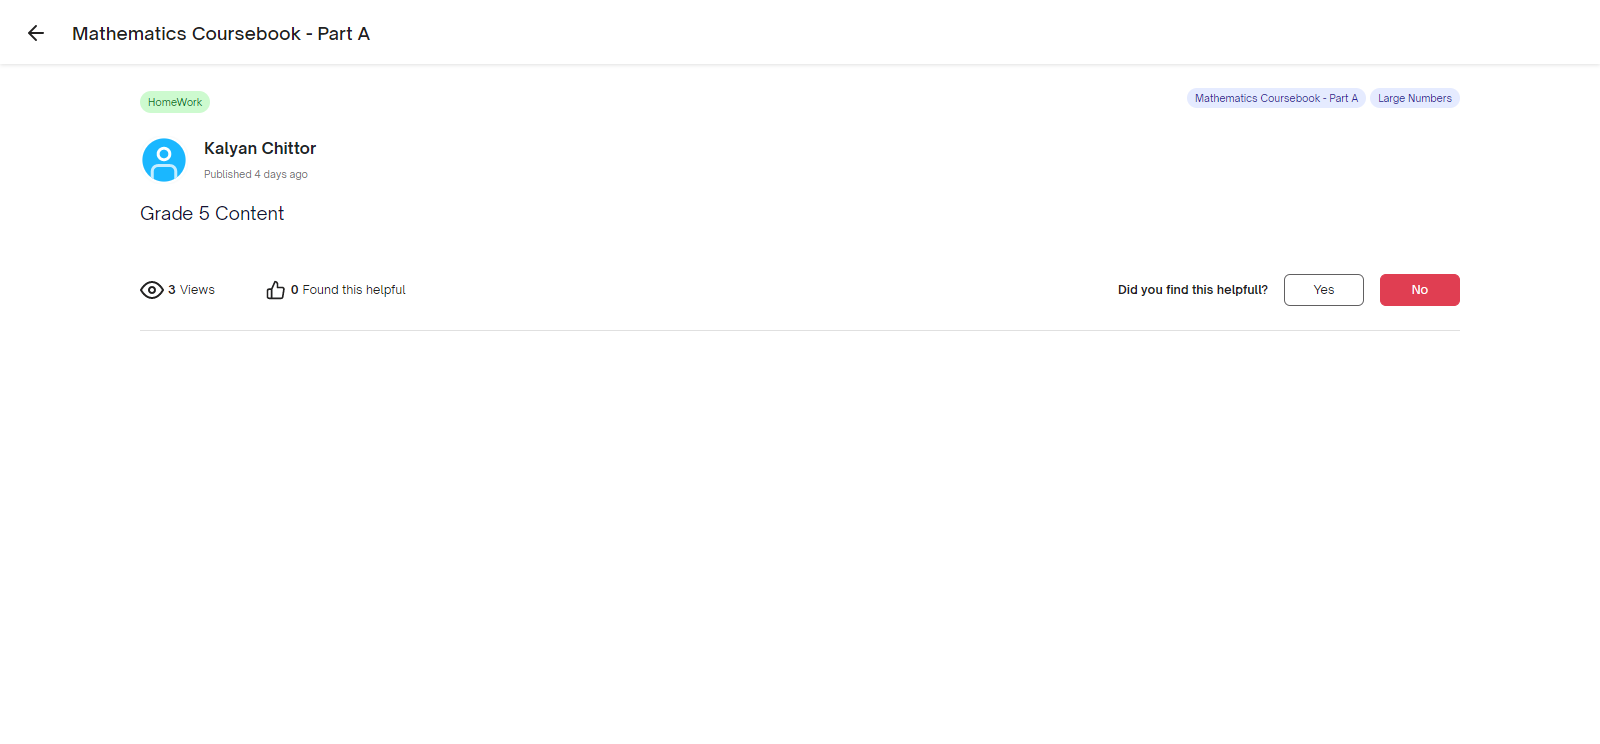 Mathematics Coursebook - Part A
HomeWork
Mathematics Coursebook - Part A
Large Numbers
Kalyan Chittor
Published 4 days ago
Grade 5 Content
3 Views
0 Found this helpful
Did you find this helpfull?
Yes
No